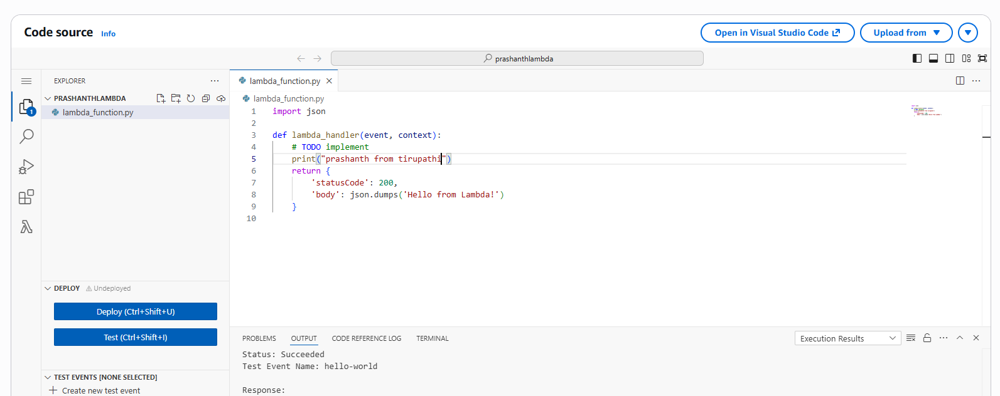 Code source Info
Open in Visual Studio Code
Upload from
prashanthlambda
EXPLORER
PRASHANTHLAMBDA
lambda_function.py
1
DEPLOY Undeployed
Deploy (Ctrl+Shift+U)
Test (Ctrl+Shift+I)
TEST EVENTS [NONE SELECTED]
Create new test event
lambda_function.py
lambda_function.py
1 import json
2
3 def lambda_handler(event, context):
4 # TODO implement
5 print("prashanth from tirupathi")
6 return {
7 'statusCode': 200,
8 'body': json.dumps('Hello from Lambda!')
9 }
10
PROBLEMS OUTPUT CODE REFERENCE LOG TERMINAL
Execution Results
Status: Succeeded
Test Event Name: hello-world
Response: